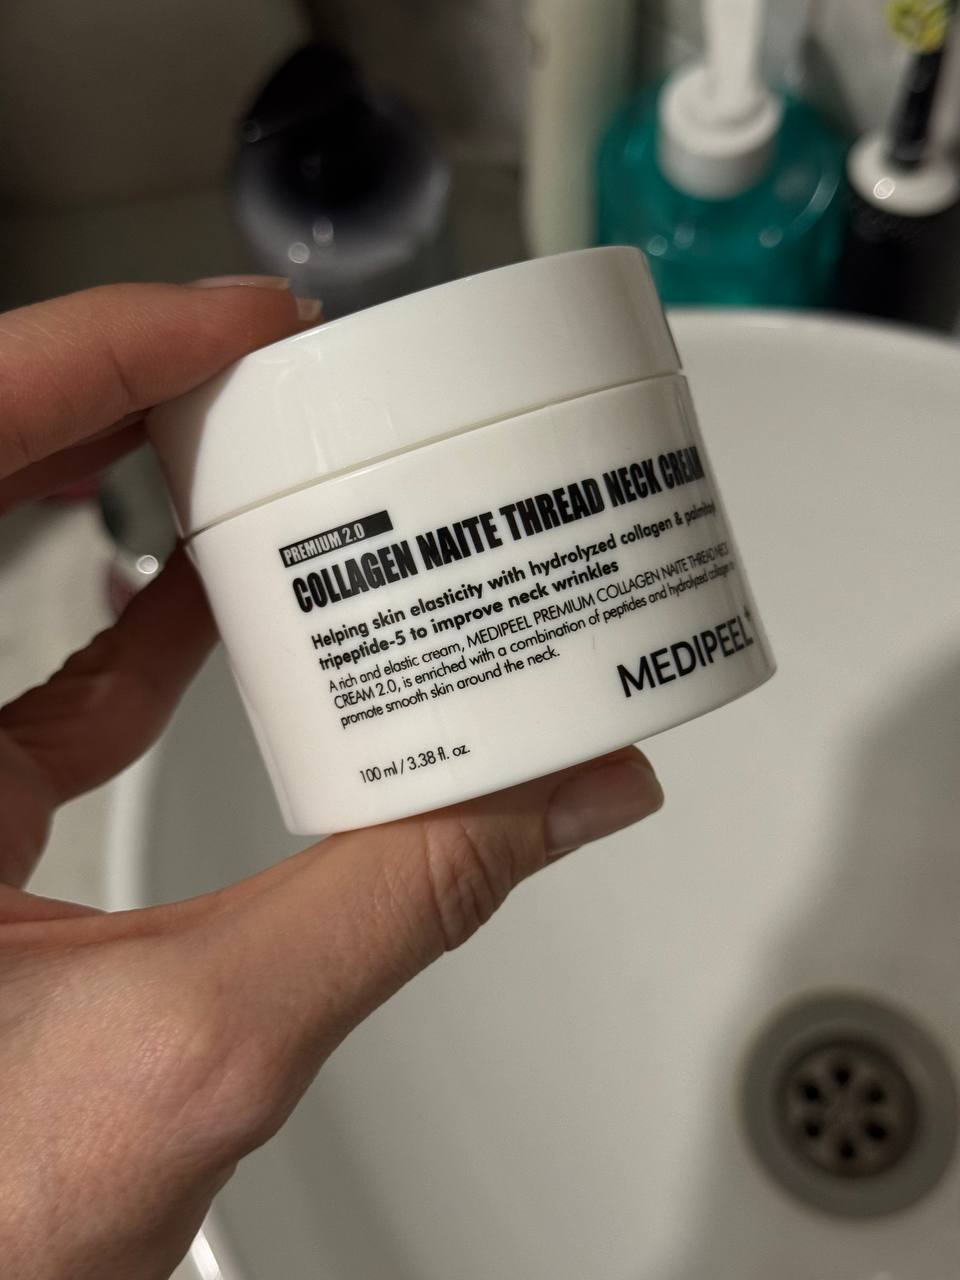 PREMIUM 2.0
COLLAGEN NAITE THREAD NECK CREAM
Helping skin elasticity with hydrolyzed collagen & palmitoyl
tripeptide-5 to improve neck wrinkles
A rich and elastic cream, MEDIPEEL PREMIUM COLLAGEN NAITE THREAD NECK
CREAM 2.0, is enriched with a combination of peptides and hydrolyzed collagen to
promote smooth skin around the neck.
MEDIPEEL+
100 ml / 3.38 fl. oz.